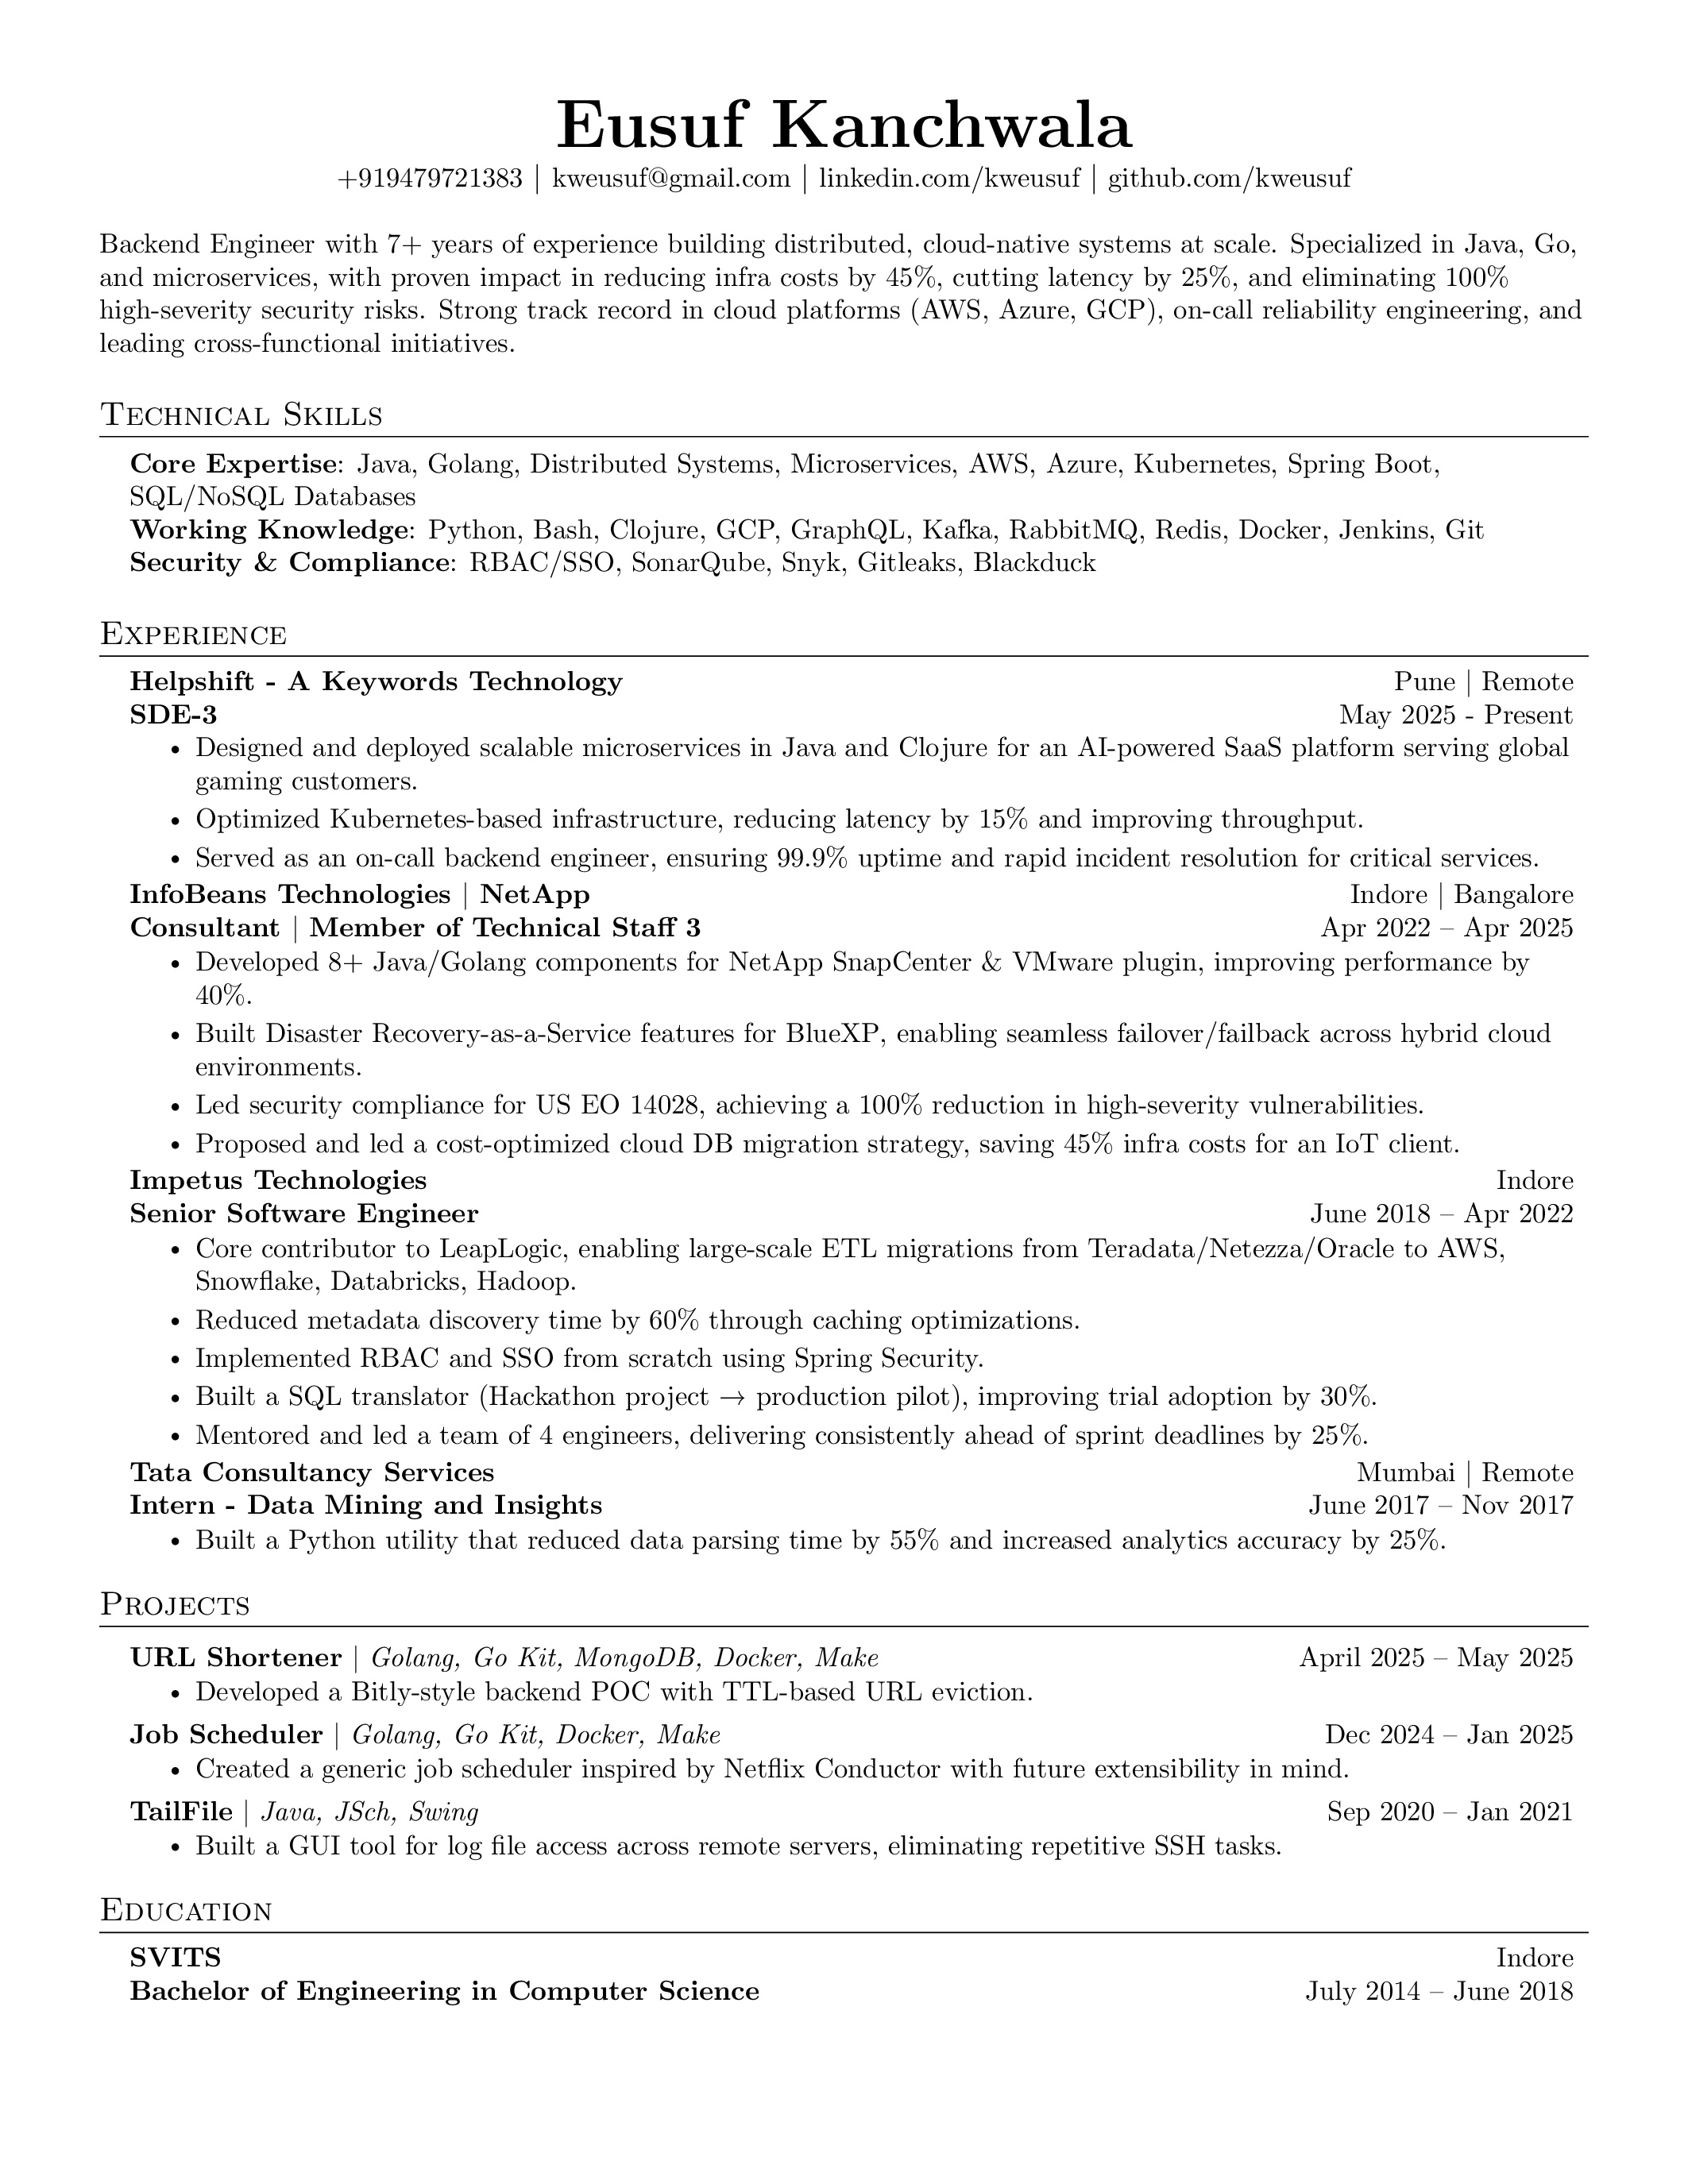 Eusuf Kanchwala
+919479721383 | kweusuf@gmail.com | linkedin.com/kweusuf | github.com/kweusuf
Backend Engineer with 7+ years of experience building distributed, cloud-native systems at scale. Specialized in Java, Go,
and microservices, with proven impact in reducing infra costs by 45%, cutting latency by 25%, and eliminating 100%
high-severity security risks. Strong track record in cloud platforms (AWS, Azure, GCP), on-call reliability engineering, and
leading cross-functional initiatives.
Technical Skills
Core Expertise: Java, Golang, Distributed Systems, Microservices, AWS, Azure, Kubernetes, Spring Boot,
SQL/NoSQL Databases
Working Knowledge: Python, Bash, Clojure, GCP, GraphQL, Kafka, RabbitMQ, Redis, Docker, Jenkins, Git
Security & Compliance: RBAC/SSO, SonarQube, Snyk, Gitleaks, Blackduck
Experience
Helpshift - A Keywords Technology Pune | Remote
SDE-3 May 2025 - Present
• Designed and deployed scalable microservices in Java and Clojure for an AI-powered SaaS platform serving global
gaming customers.
• Optimized Kubernetes-based infrastructure, reducing latency by 15% and improving throughput.
• Served as an on-call backend engineer, ensuring 99.9% uptime and rapid incident resolution for critical services.
InfoBeans Technologies | NetApp Indore | Bangalore
Consultant | Member of Technical Staff 3 Apr 2022 – Apr 2025
• Developed 8+ Java/Golang components for NetApp SnapCenter & VMware plugin, improving performance by
40%.
• Built Disaster Recovery-as-a-Service features for BlueXP, enabling seamless failover/failback across hybrid cloud
environments.
• Led security compliance for US EO 14028, achieving a 100% reduction in high-severity vulnerabilities.
• Proposed and led a cost-optimized cloud DB migration strategy, saving 45% infra costs for an IoT client.
Impetus Technologies Indore
Senior Software Engineer June 2018 – Apr 2022
• Core contributor to LeapLogic, enabling large-scale ETL migrations from Teradata/Netezza/Oracle to AWS,
Snowflake, Databricks, Hadoop.
• Reduced metadata discovery time by 60% through caching optimizations.
• Implemented RBAC and SSO from scratch using Spring Security.
• Built a SQL translator (Hackathon project → production pilot), improving trial adoption by 30%.
• Mentored and led a team of 4 engineers, delivering consistently ahead of sprint deadlines by 25%.
Tata Consultancy Services Mumbai | Remote
Intern - Data Mining and Insights June 2017 – Nov 2017
• Built a Python utility that reduced data parsing time by 55% and increased analytics accuracy by 25%.
Projects
URL Shortener | Golang, Go Kit, MongoDB, Docker, Make April 2025 – May 2025
• Developed a Bitly-style backend POC with TTL-based URL eviction.
Job Scheduler | Golang, Go Kit, Docker, Make Dec 2024 – Jan 2025
• Created a generic job scheduler inspired by Netflix Conductor with future extensibility in mind.
TailFile | Java, JSch, Swing Sep 2020 – Jan 2021
• Built a GUI tool for log file access across remote servers, eliminating repetitive SSH tasks.
Education
SVITS Indore
Bachelor of Engineering in Computer Science July 2014 – June 2018